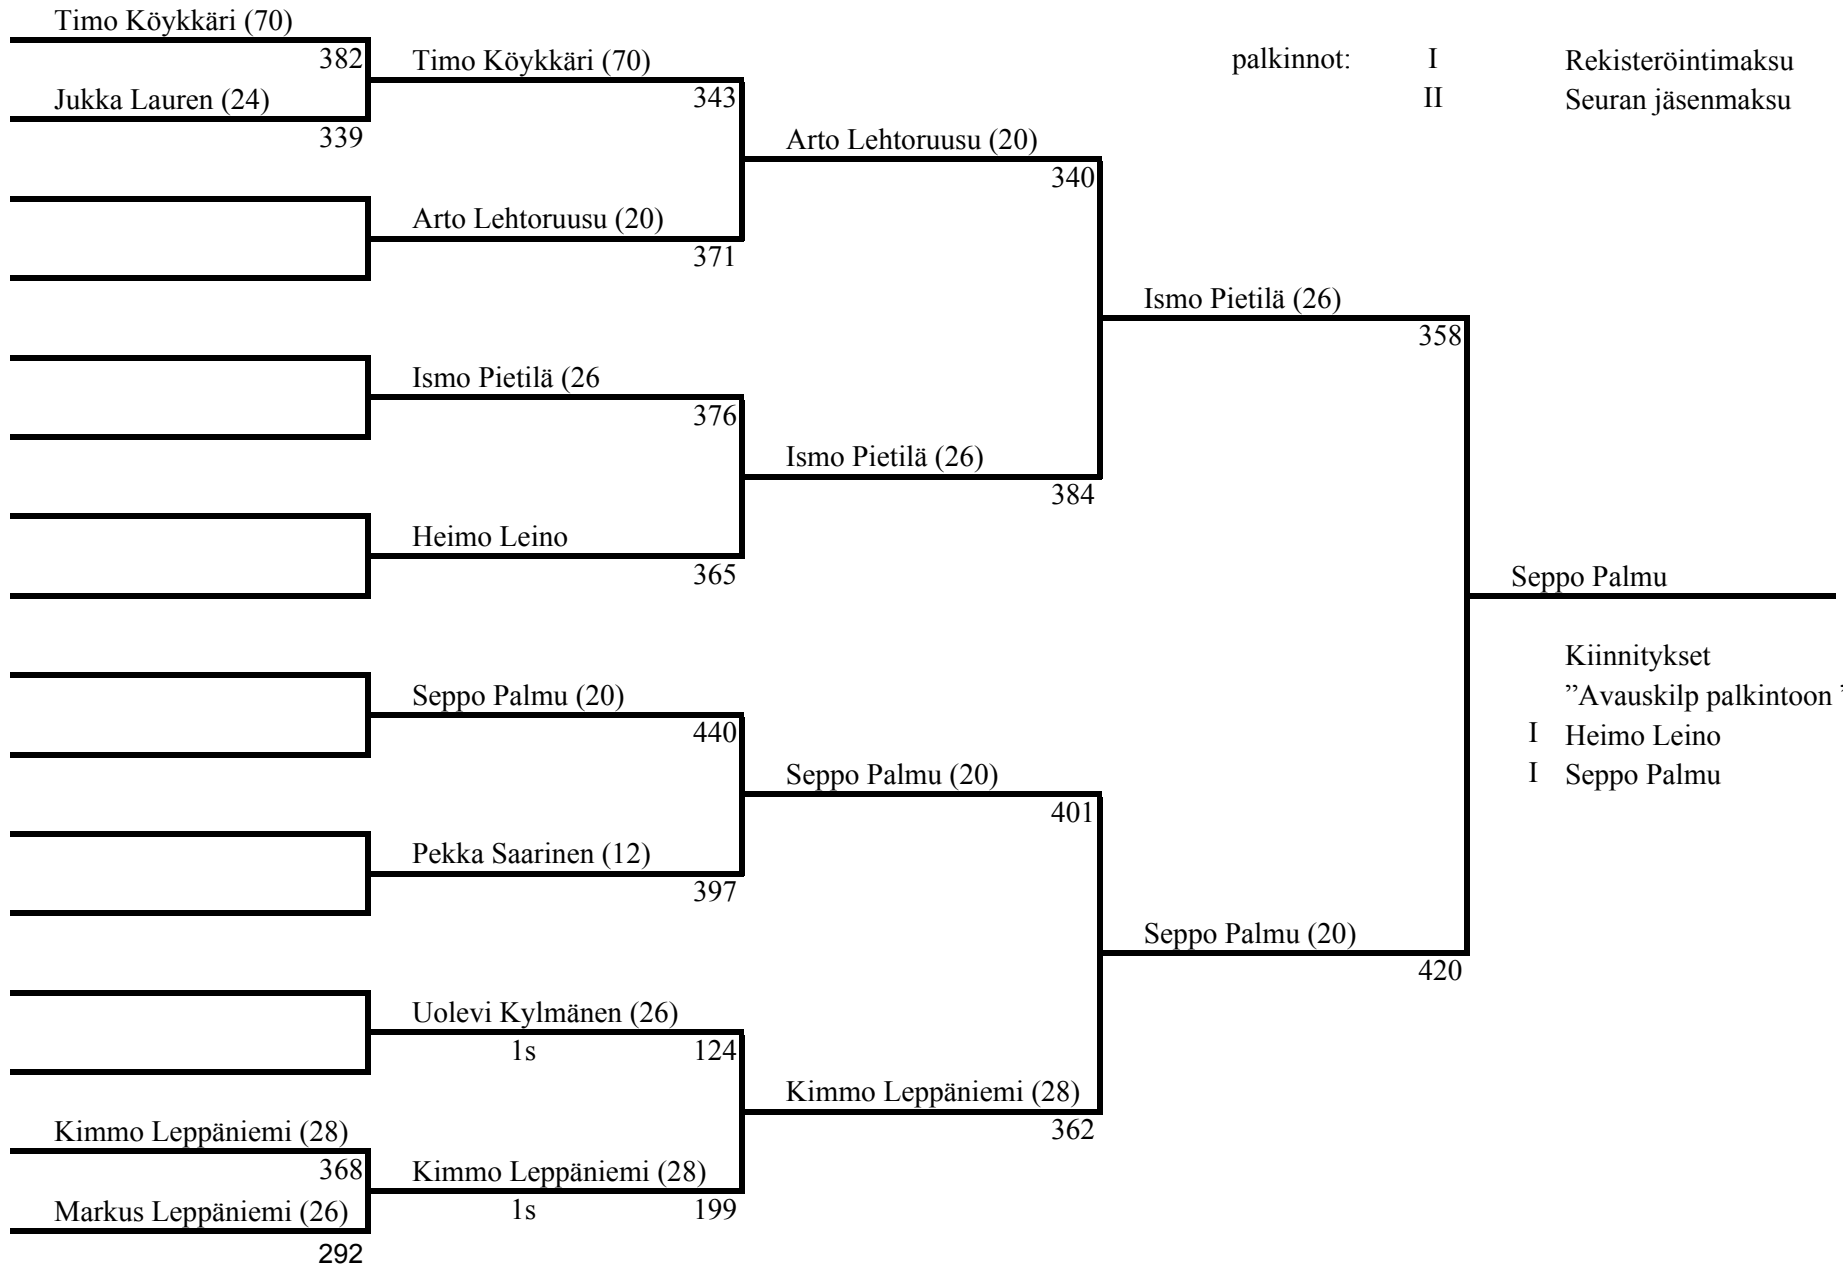 Timo Köykkäri (70)
382
Jukka Lauren (24)
339
Timo Köykkäri (70)
343
Arto Lehtoruusu (20)
371
Ismo Pietilä (26
376
Heimo Leino
365
Seppo Palmu (20)
440
Pekka Saarinen (12)
397
Uolevi Kylmänen (26)
1s 124
Kimmo Leppäniemi (28)
368
Markus Leppäniemi (26)
292
Kimmo Leppäniemi (28)
1s 199
Arto Lehtoruusu (20)
340
Ismo Pietilä (26)
384
Seppo Palmu (20)
401
Kimmo Leppäniemi (28)
362
Ismo Pietilä (26)
358
Seppo Palmu (20)
420
palkinnot: I Rekisteröintimaksu
II Seuran jäsenmaksu
Seppo Palmu
Kiinnitykset
”Avauskilp palkintoon ”
I Heimo Leino
I Seppo Palmu